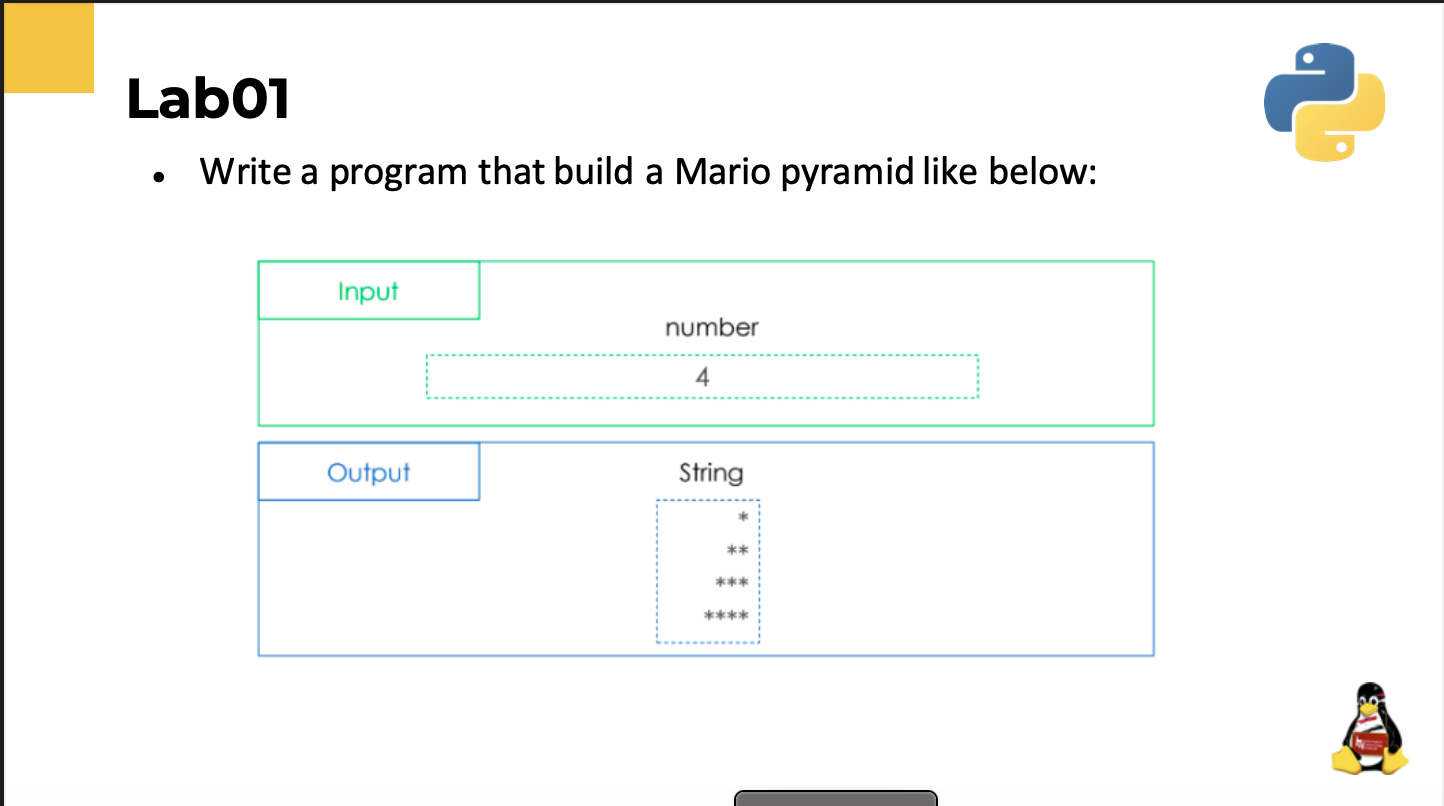 Lab01
• Write a program that build a Mario pyramid like below:
Input
number
4
Output
String
*
**
***
****